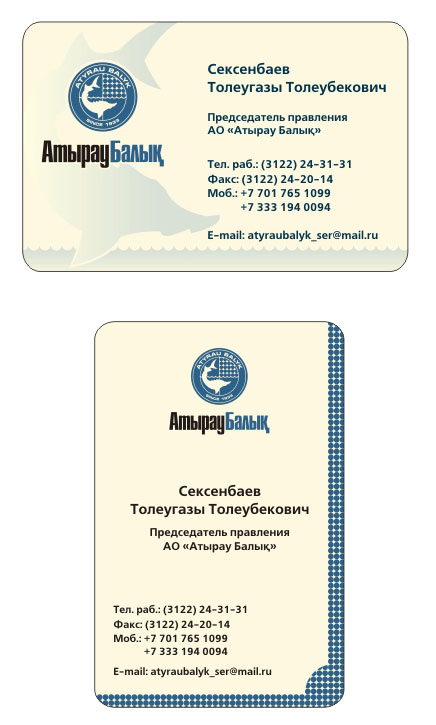 ATYRAU BALYK
SINCE 1939
АтырауБалық
Сексенбаев
Толеугазы Толеубекович
Председатель правления
АО «Атырау Балық»
Тел. раб.: (3122) 24-31-31
Факс: (3122) 24-20-14
Моб.: +7 701 765 1099
+7 333 194 0094
E-mail: atyraubalyk_ser@mail.ru
ATYRAU BALYK
SINCE 1939
АтырауБалық
Сексенбаев
Толеугазы Толеубекович
Председатель правления
АО «Атырау Балық»
Тел. раб.: (3122) 24-31-31
Факс: (3122) 24-20-14
Моб.: +7 701 765 1099
+7 333 194 0094
E-mail: atyraubalyk_ser@mail.ru